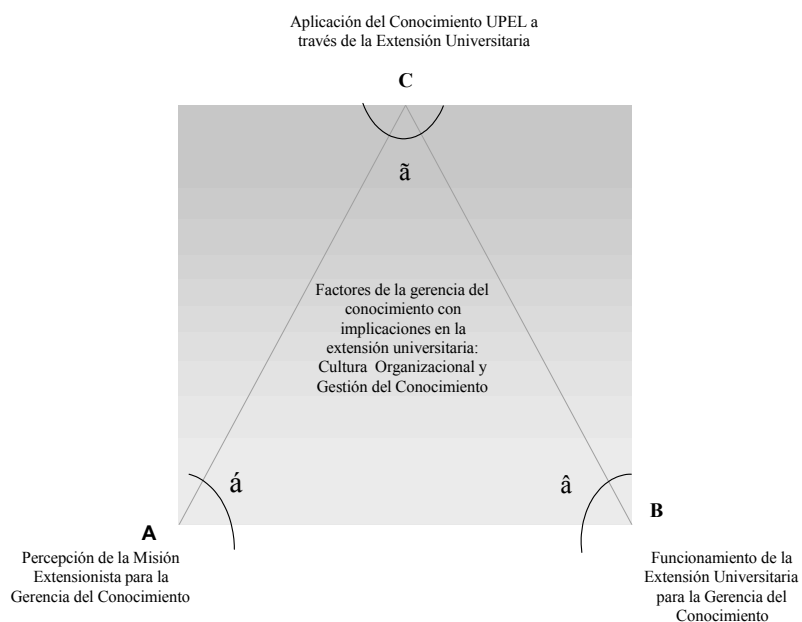 Aplicación del Conocimiento UPEL a
través de la Extensión Universitaria
C
ã
Factores de la gerencia del
conocimiento con
implicaciones en la
extensión universitaria:
Cultura Organizacional y
Gestión del Conocimiento
á
â
A
B
Percepción de la Misión
Extensionista para la
Gerencia del Conocimiento
Funcionamiento de la
Extensión Universitaria
para la Gerencia del
Conocimiento